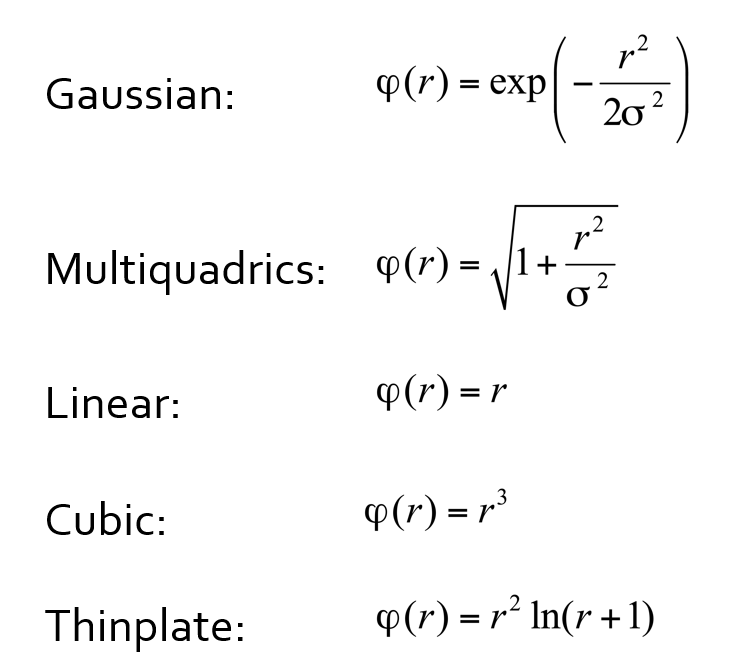 Gaussian: φ(r) = exp(−r²/2σ²)
Multiquadrics: φ(r) = √(1 + r²/σ²)
Linear: φ(r) = r
Cubic: φ(r) = r³
Thinplate: φ(r) = r² ln(r + 1)